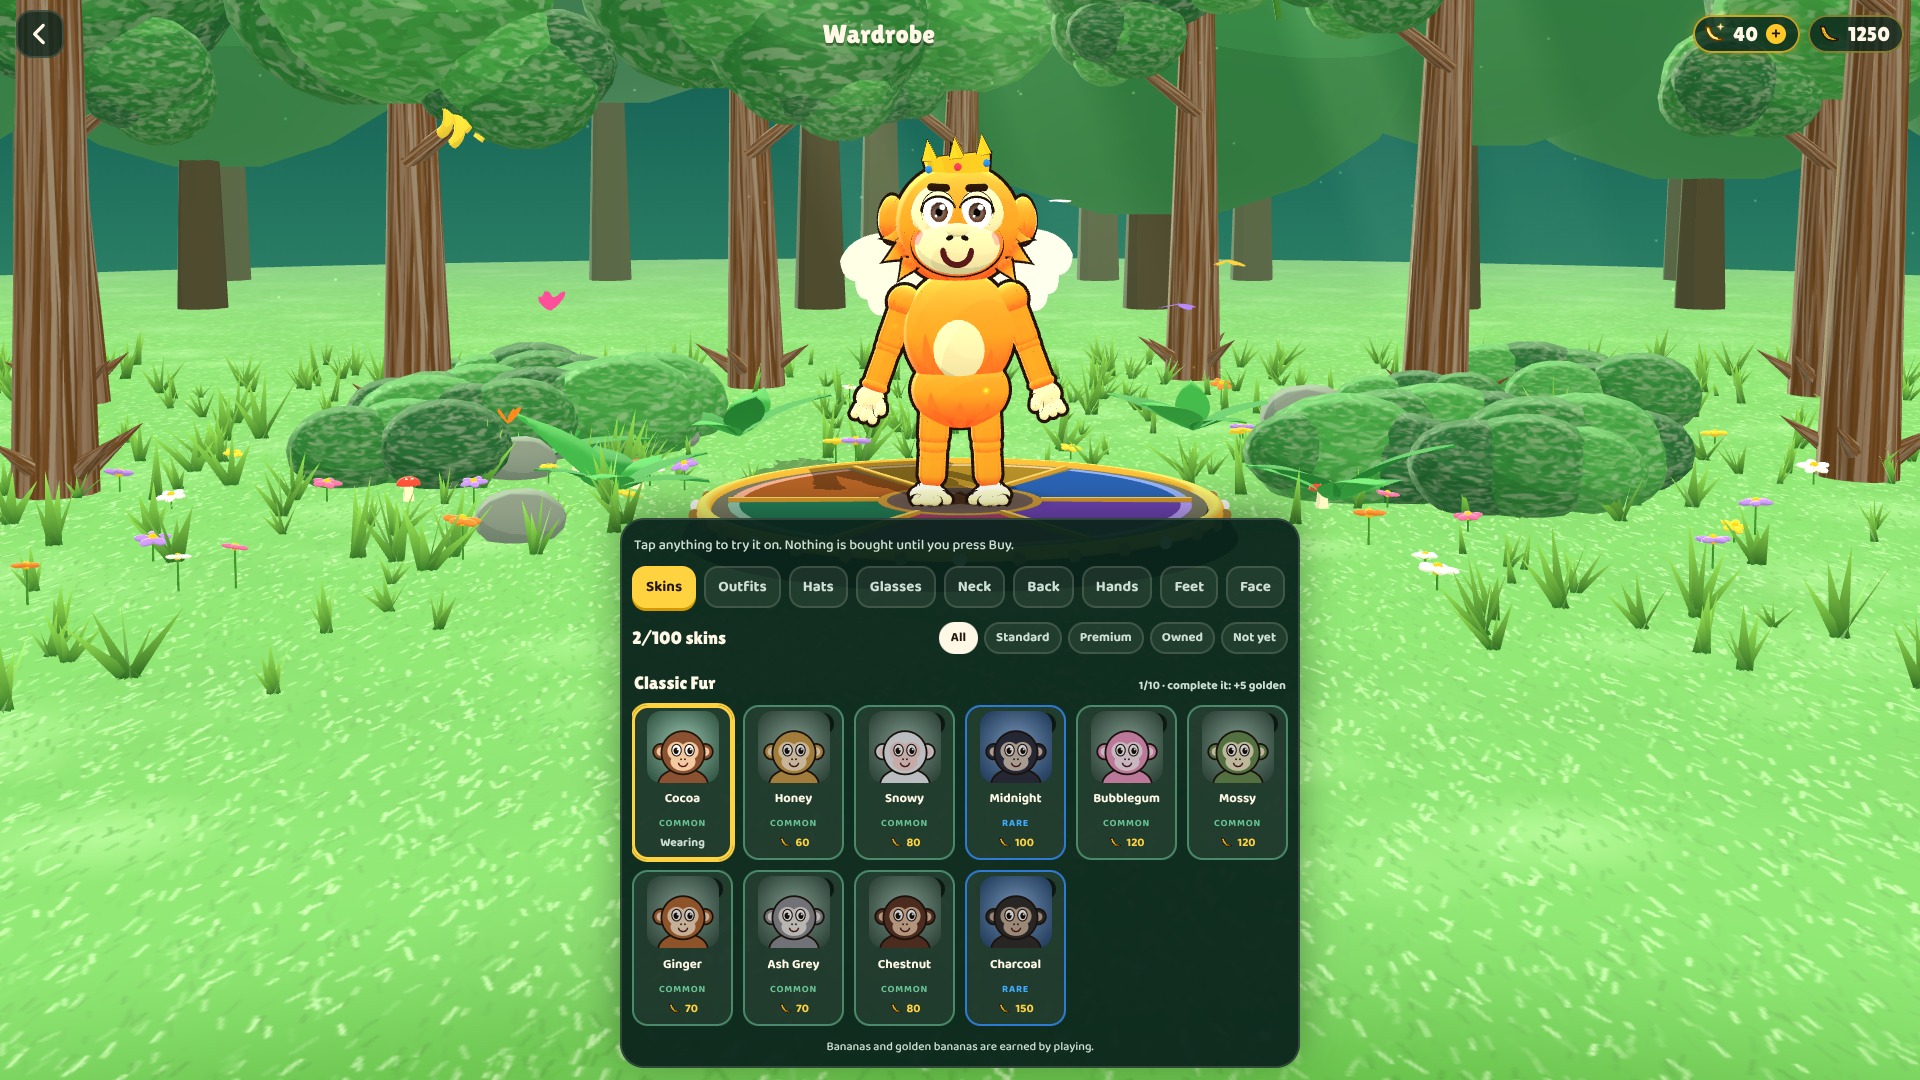 Wardrobe
40 +
1250
Tap anything to try it on. Nothing is bought until you press Buy.
Skins Outfits Hats Glasses Neck Back Hands Feet Face
2/100 skins
All Standard Premium Owned Not yet
Classic Fur
1/10 · complete it: +5 golden
Cocoa Honey Snowy Midnight Bubblegum Mossy
COMMON COMMON COMMON RARE COMMON COMMON
Wearing 60 80 100 120 120
Ginger Ash Grey Chestnut Charcoal
COMMON COMMON COMMON RARE
70 70 80 150
Bananas and golden bananas are earned by playing.